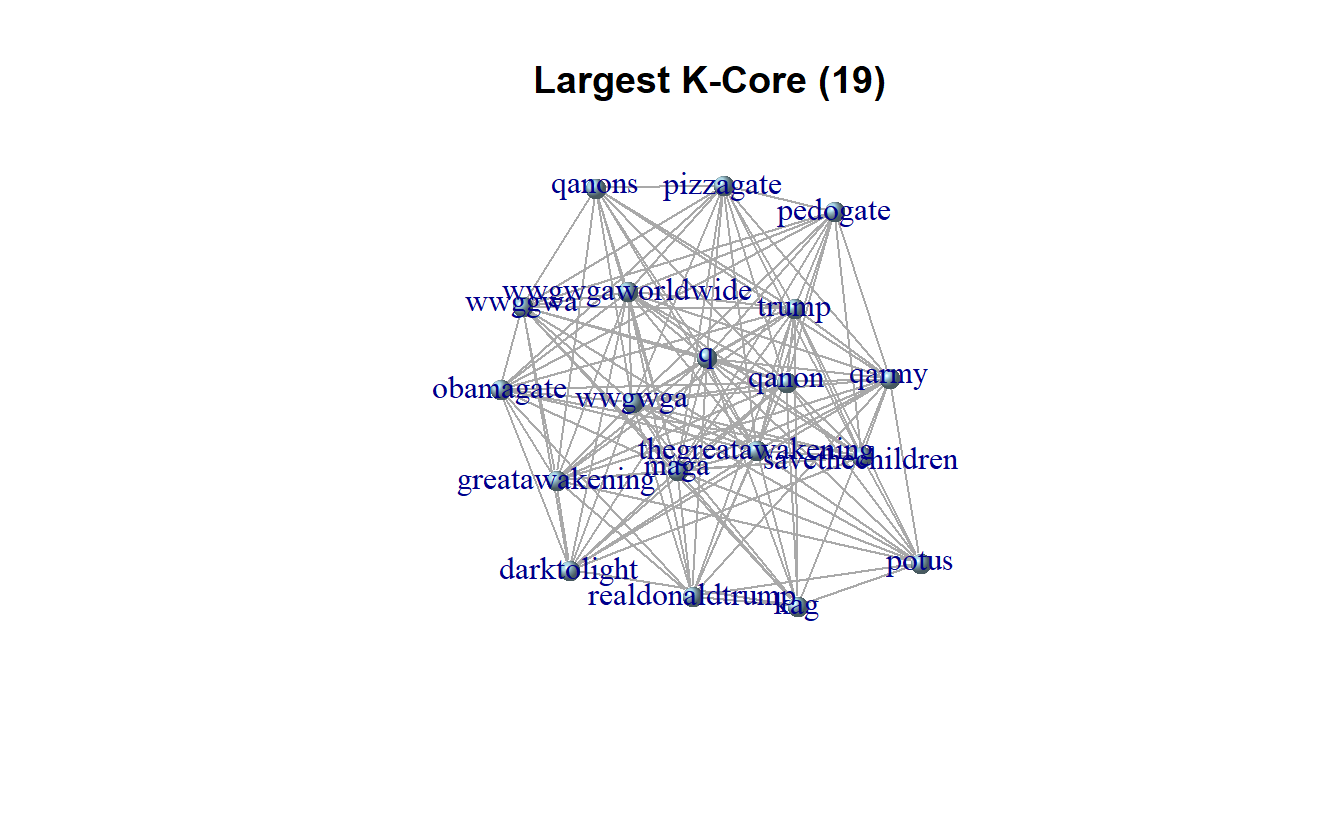 Largest K-Core (19)
qanons
pizzagate
pedogate
wwgwgaworldwide
wwggwa
trump
q
qanon
qarmy
obamagate
wwgwga
thegreatawakening
savethechildren
maga
greatawakening
darktolight
potus
realdonaldtrump
kag